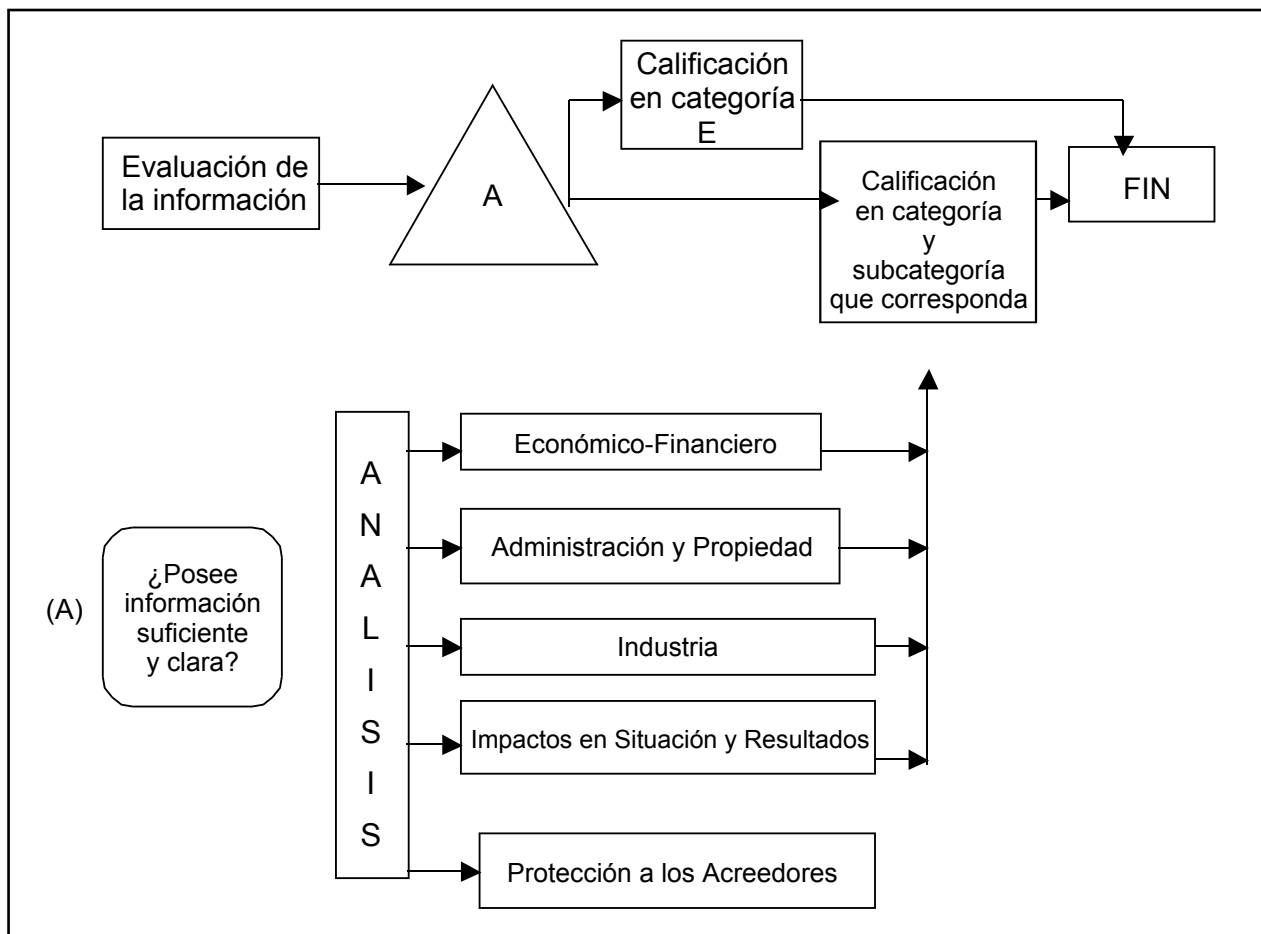 Calificación
en categoría
E
Evaluación de
la información
A
Calificación
en categoría
y
subcategoría
que corresponda
FIN
(A)
¿Posee
información
suficiente
y clara?
A
N
A
L
I
S
I
S
Económico-Financiero
Administración y Propiedad
Industria
Impactos en Situación y Resultados
Protección a los Acreedores